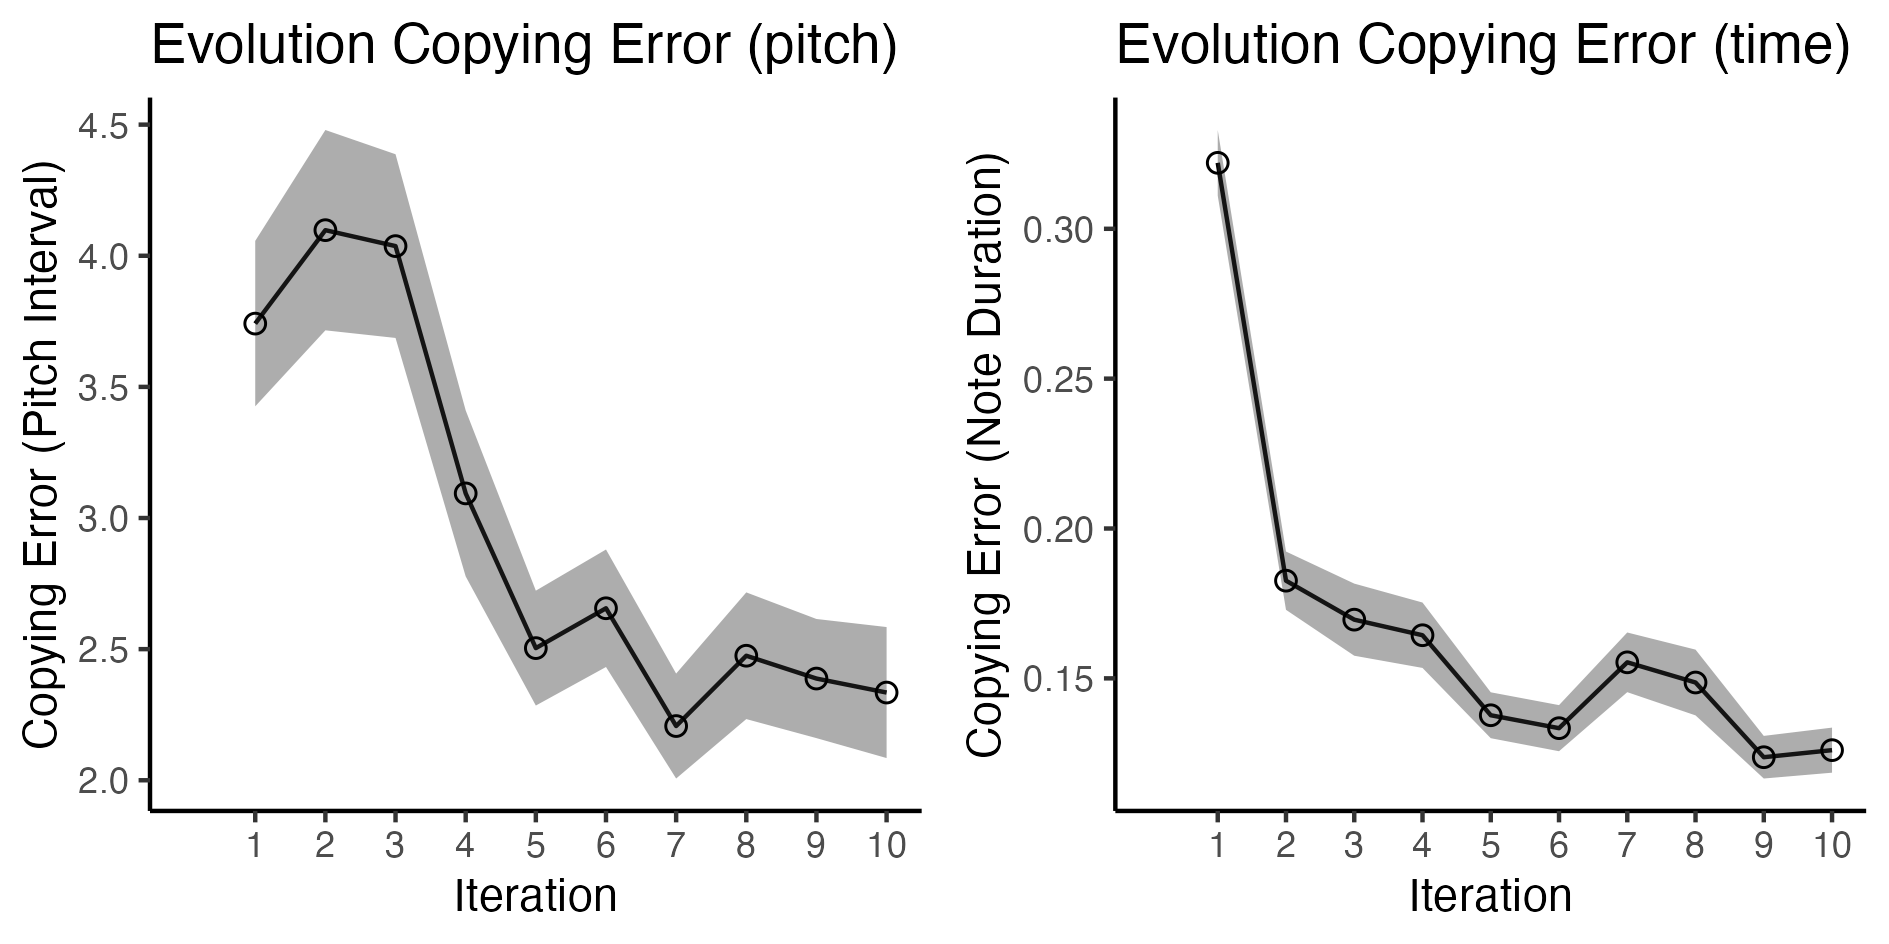 Evolution Copying Error (pitch)
Copying Error (Pitch Interval)
4.5
4.0
3.5
3.0
2.5
2.0
1 2 3 4 5 6 7 8 9 10
Iteration
Evolution Copying Error (time)
Copying Error (Note Duration)
0.30
0.25
0.20
0.15
1 2 3 4 5 6 7 8 9 10
Iteration